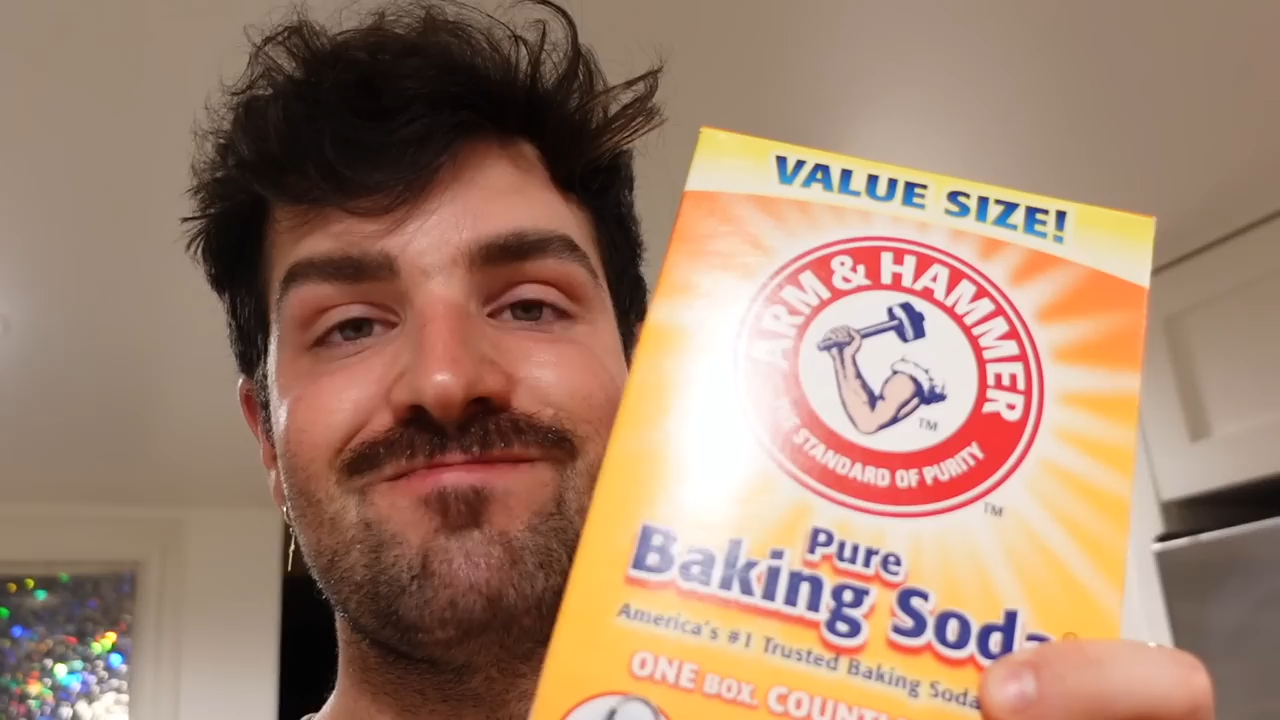 VALUE SIZE!
ARM & HAMMER
TM
THE STANDARD OF PURITY
TM
Pure
Baking Soda
America's #1 Trusted Baking Soda
ONE BOX.